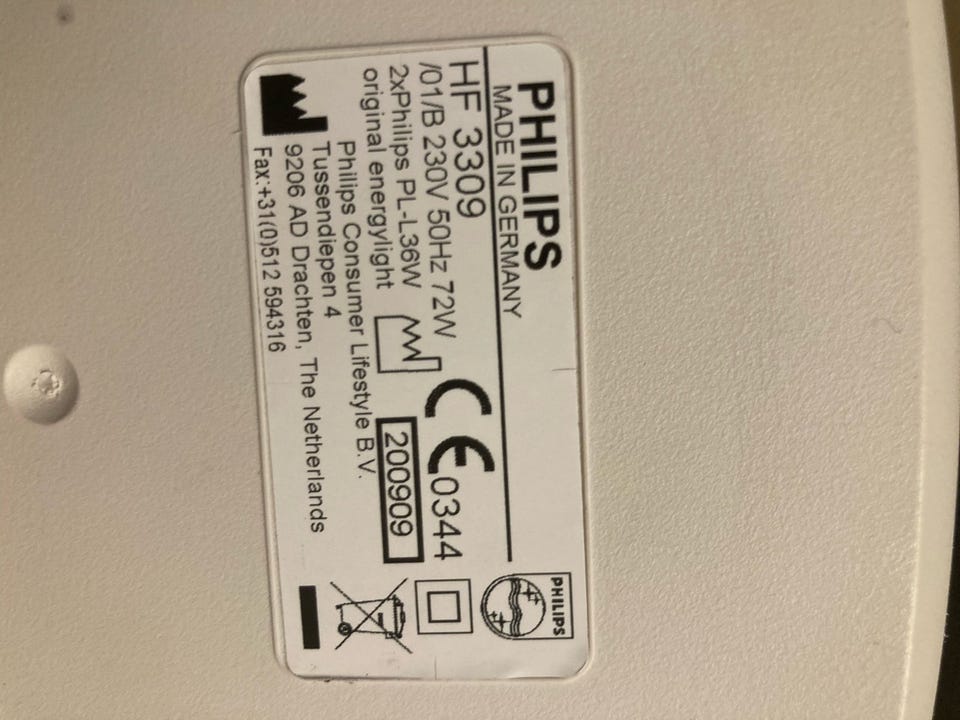 PHILIPS
MADE IN GERMANY
HF 3309
/01/B 230V 50Hz 72W
2xPhilips PL-L36W
original energylight
CE0344
200909
Philips Consumer Lifestyle B.V.
Tussendiepen 4
9206 AD Drachten, The Netherlands
Fax:+31(0)512 594316
PHILIPS